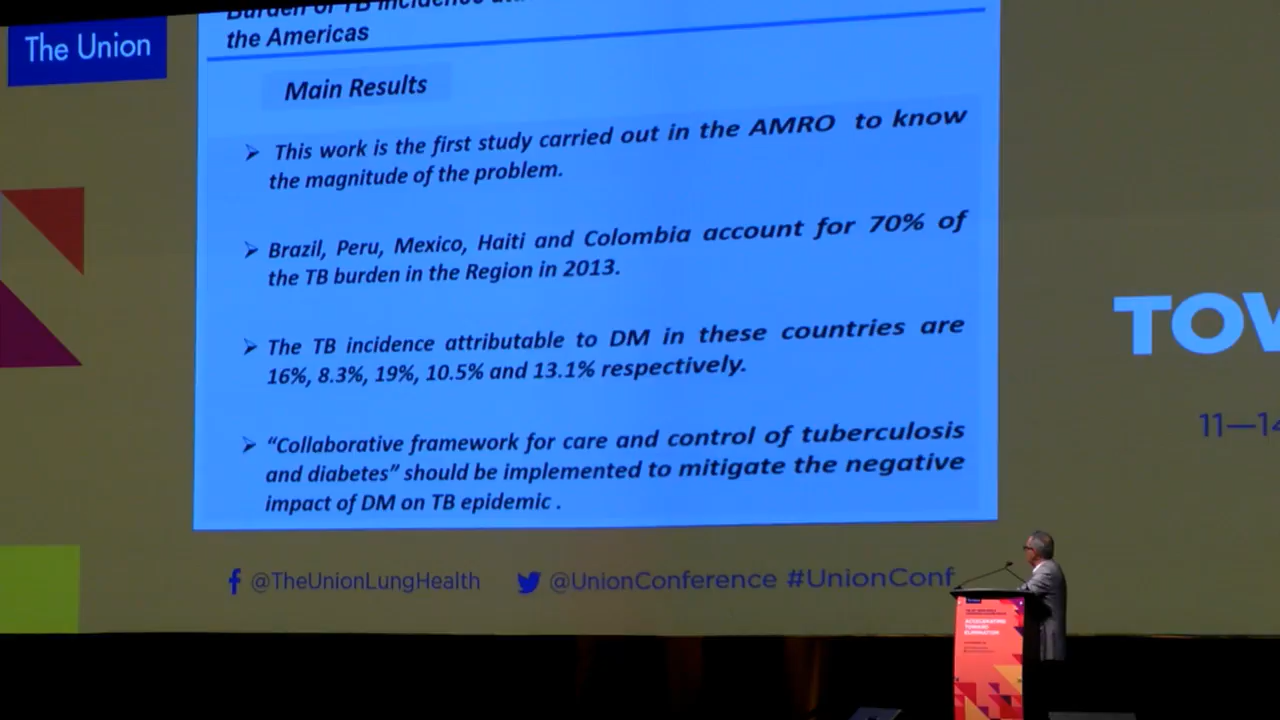 The Union
Burden of TB incidence
the Americas
Main Results
➢ This work is the first study carried out in the AMRO to know
the magnitude of the problem.
➢ Brazil, Peru, Mexico, Haiti and Colombia account for 70% of
the TB burden in the Region in 2013.
➢ The TB incidence attributable to DM in these countries are
16%, 8.3%, 19%, 10.5% and 13.1% respectively.
➢ “Collaborative framework for care and control of tuberculosis
and diabetes” should be implemented to mitigate the negative
impact of DM on TB epidemic .
TOW
11—14
@TheUnionLungHealth @UnionConference #UnionConf
ACCELERATING
TOWARD
ELIMINATION